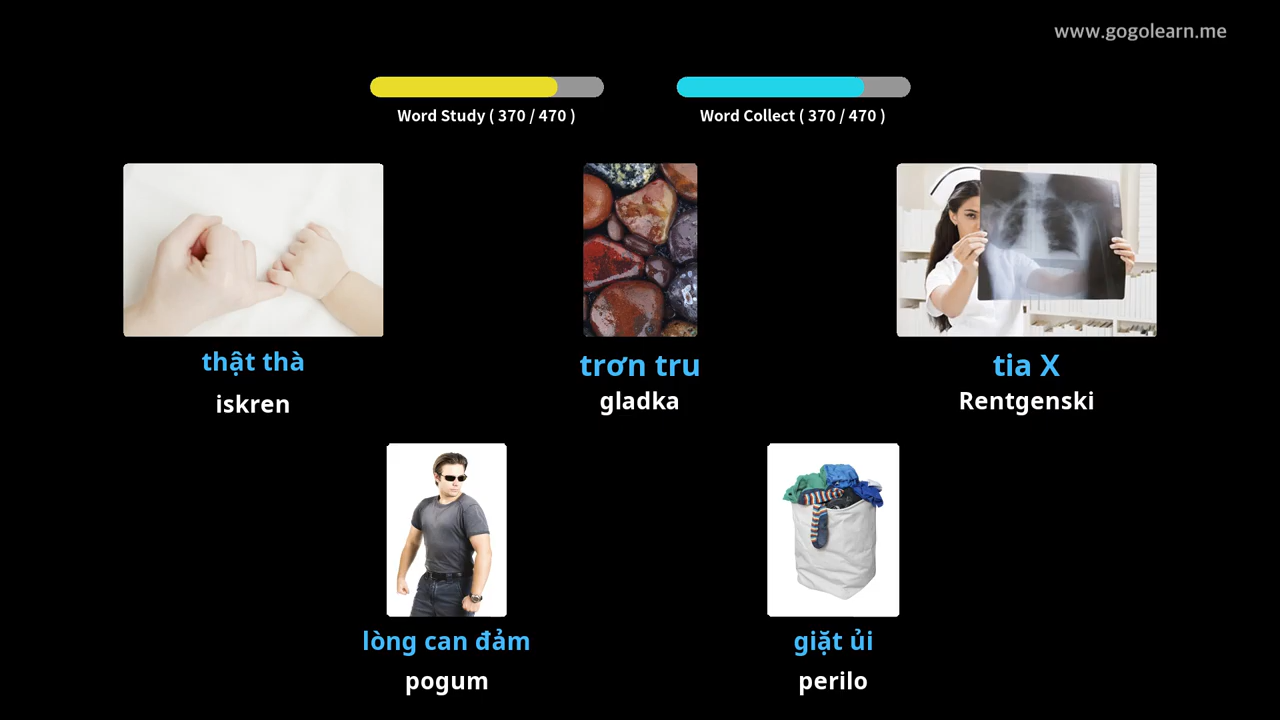 www.gogolearn.me
Word Study ( 370 / 470 )
Word Collect ( 370 / 470 )
thật thà
iskren
trơn tru
gladka
tia X
Rentgenski
lòng can đảm
pogum
giặt ủi
perilo